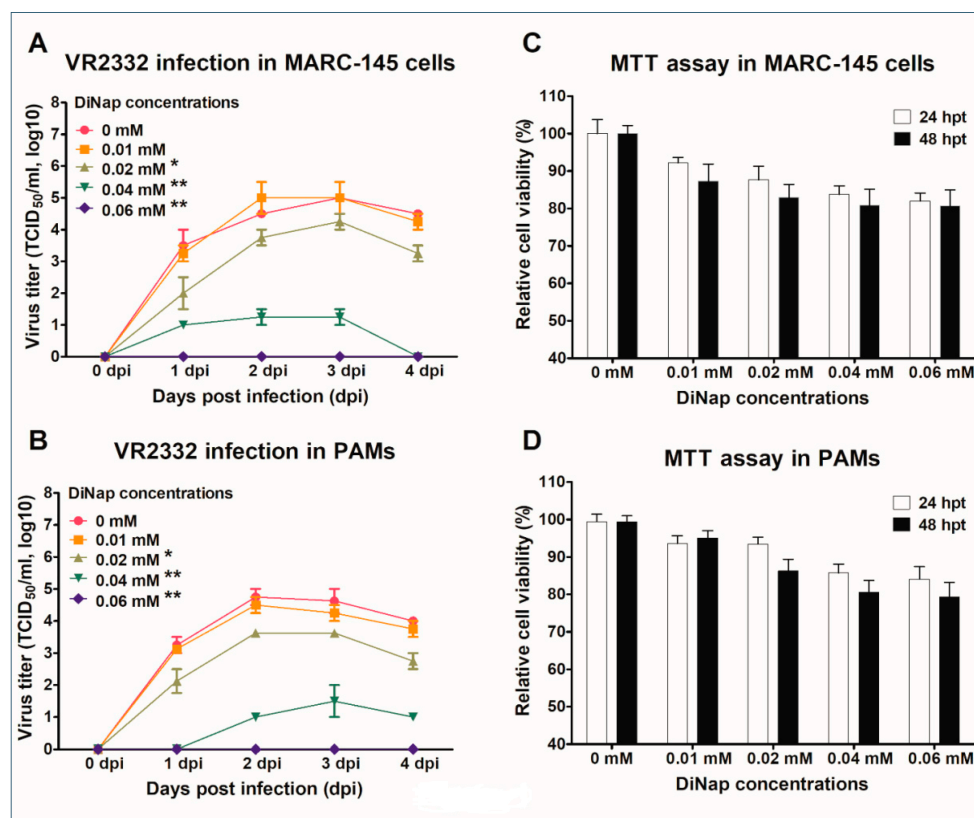 A
VR2332 infection in MARC-145 cells
DiNap concentrations
0 mM
0.01 mM
0.02 mM *
0.04 mM **
0.06 mM **
Virus titer (TCID50/ml, log10)
8
7
6
5
4
3
2
1
0
0 dpi 1 dpi 2 dpi 3 dpi 4 dpi
Days post infection (dpi)
B
VR2332 infection in PAMs
DiNap concentrations
0 mM
0.01 mM
0.02 mM *
0.04 mM **
0.06 mM **
Virus titer (TCID50/ml, log10)
8
7
6
5
4
3
2
1
0
0 dpi 1 dpi 2 dpi 3 dpi 4 dpi
Days post infection (dpi)
C
MTT assay in MARC-145 cells
24 hpt
48 hpt
Relative cell viability (%)
110
100
90
80
70
60
50
40
0 mM 0.01 mM 0.02 mM 0.04 mM 0.06 mM
DiNap concentrations
D
MTT assay in PAMs
24 hpt
48 hpt
Relative cell viability (%)
110
100
90
80
70
60
50
40
0 mM 0.01 mM 0.02 mM 0.04 mM 0.06 mM
DiNap concentrations